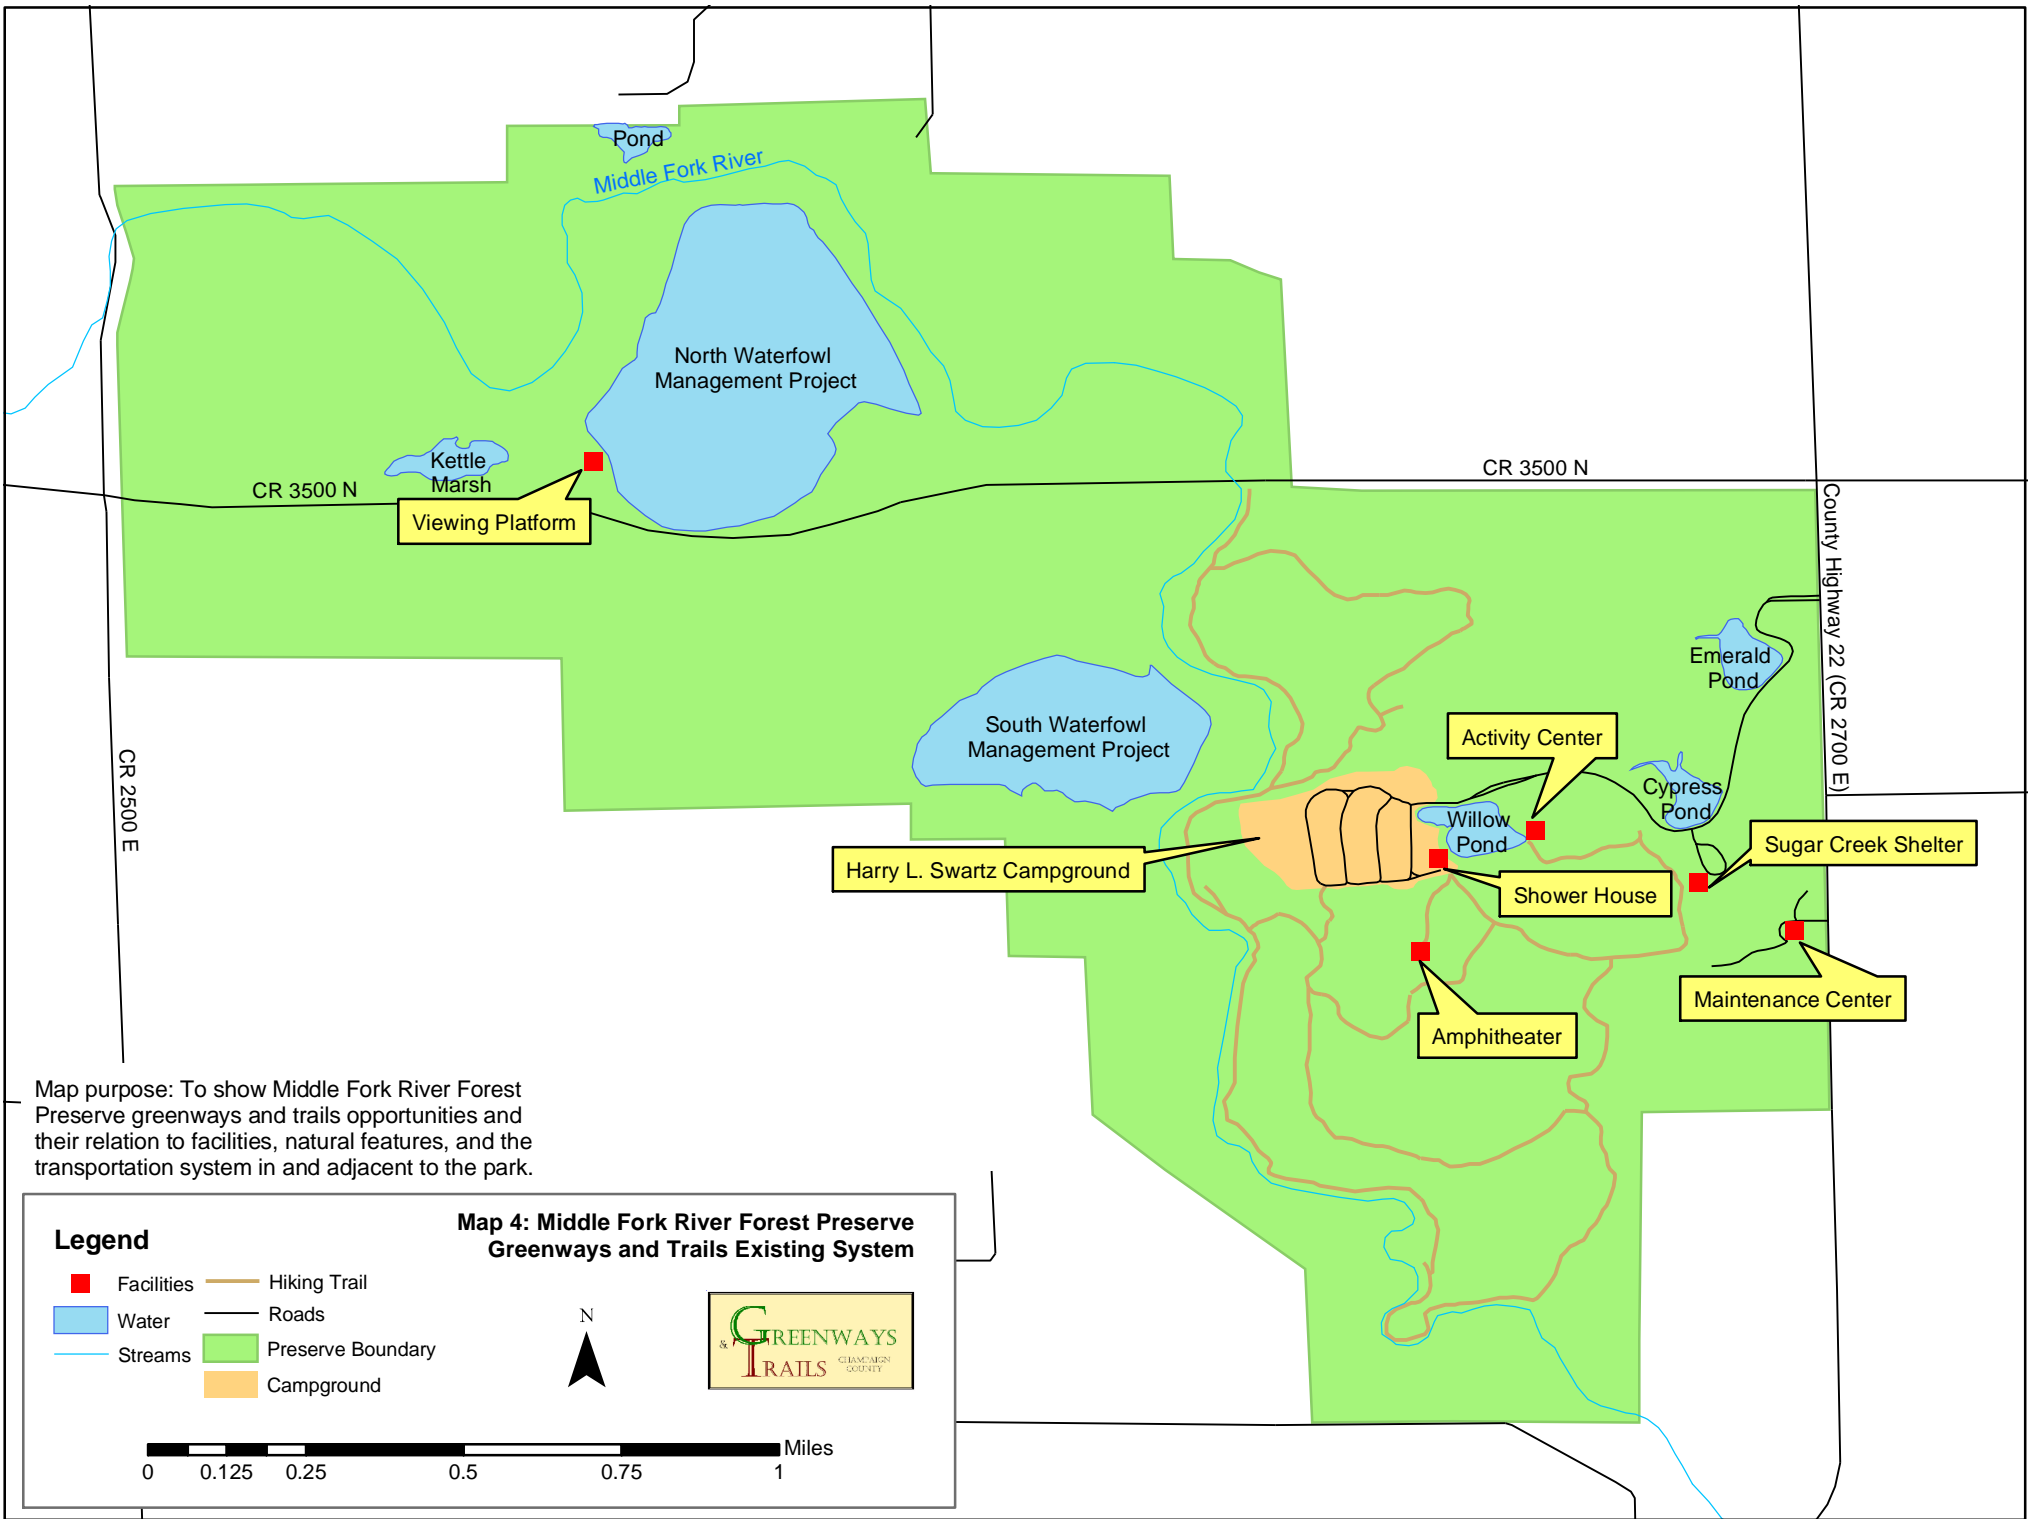 Pond
Middle Fork River
North Waterfowl
Management Project
Kettle
Marsh
CR 3500 N
CR 3500 N
Viewing Platform
County Highway 22 (CR 2700 E)
Emerald
Pond
South Waterfowl
Management Project
Activity Center
CR 2500 E
Cypress
Pond
Willow
Pond
Sugar Creek Shelter
Harry L. Swartz Campground
Shower House
Maintenance Center
Amphitheater
Map purpose: To show Middle Fork River Forest
Preserve greenways and trails opportunities and
their relation to facilities, natural features, and the
transportation system in and adjacent to the park.
Map 4: Middle Fork River Forest Preserve
Greenways and Trails Existing System
Legend
Facilities
Hiking Trail
Water
Roads
Streams
Preserve Boundary
Campground
N
GREENWAYS
& TRAILS
CHAMPAIGN
COUNTY
Miles
0 0.125 0.25 0.5 0.75 1